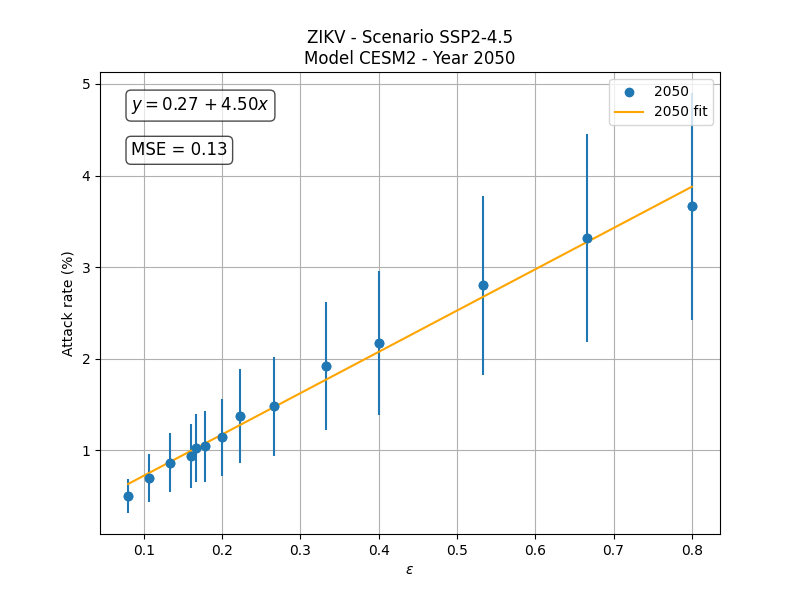 ZIKV - Scenario SSP2-4.5
Model CESM2 - Year 2050
y = 0.27 + 4.50x
MSE = 0.13
2050
2050 fit
5
4
3
2
1
Attack rate (%)
0.1 0.2 0.3 0.4 0.5 0.6 0.7 0.8
ε